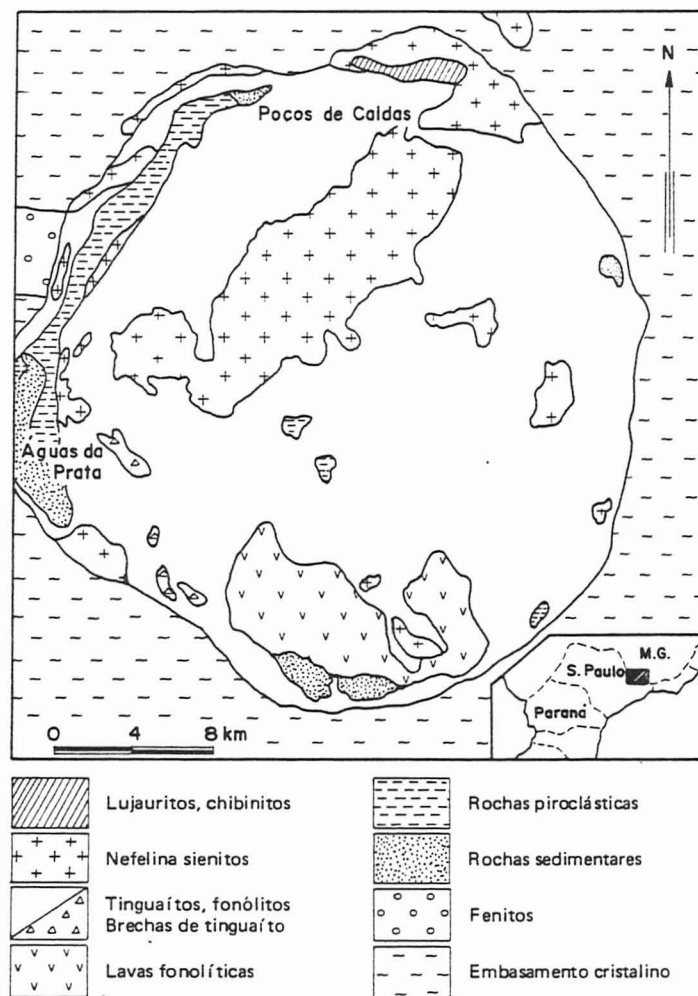 N
Poços de Caldas
Águas da
Prata
0 4 8 km
M.G.
S. Paulo
Paraná
Lujauritos, chibinitos
Nefelina sienitos
Tinguaítos, fonólitos
Brechas de tinguaíto
Lavas fonolíticas
Rochas piroclásticas
Rochas sedimentares
Fenitos
Embasamento cristalino